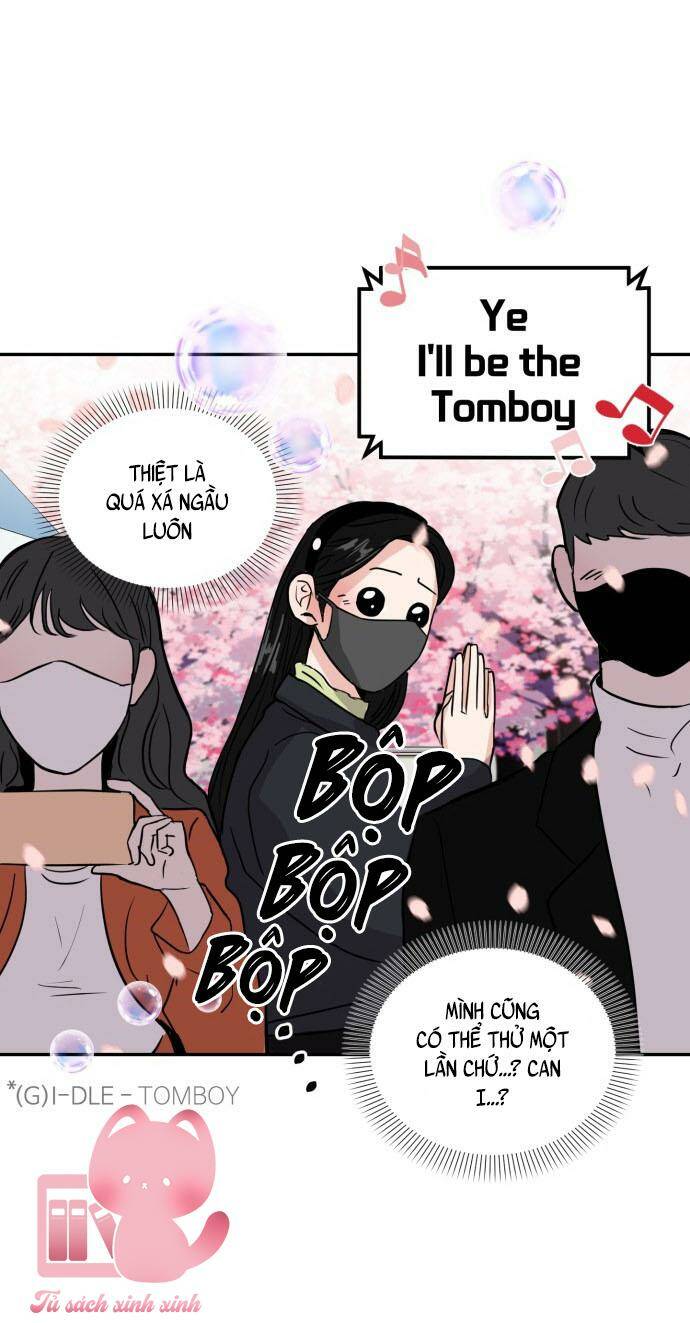 Ye
I'll be the
Tomboy
THIỆT LÀ
QUÁ XÁ NGẦU
LUÔN
BỘP
BỘP
BỘP
MÌNH CŨNG
CÓ THỂ THỬ MỘT
LẦN CHỨ...? CAN
I...?
*(G)I-DLE - TOMBOY
Tủ sách xinh xinh